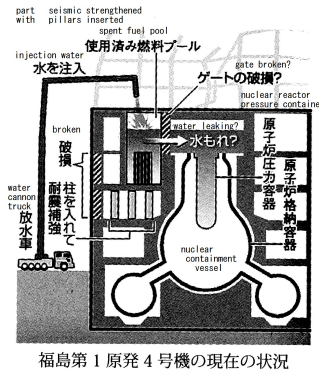 part seismic strengthened
with pillars inserted
spent fuel pool
使用済み燃料プール
injection water
水を注入
gate broken?
ゲートの破損?
nuclear reactor
pressure containe
water leaking?
水もれ?
原子炉圧力容器
原子炉格納容器
broken
破損
柱を入れて
耐震補強
water
cannon
truck
放水車
nuclear
containment
vessel
福島第1原発4号機の現在の状況